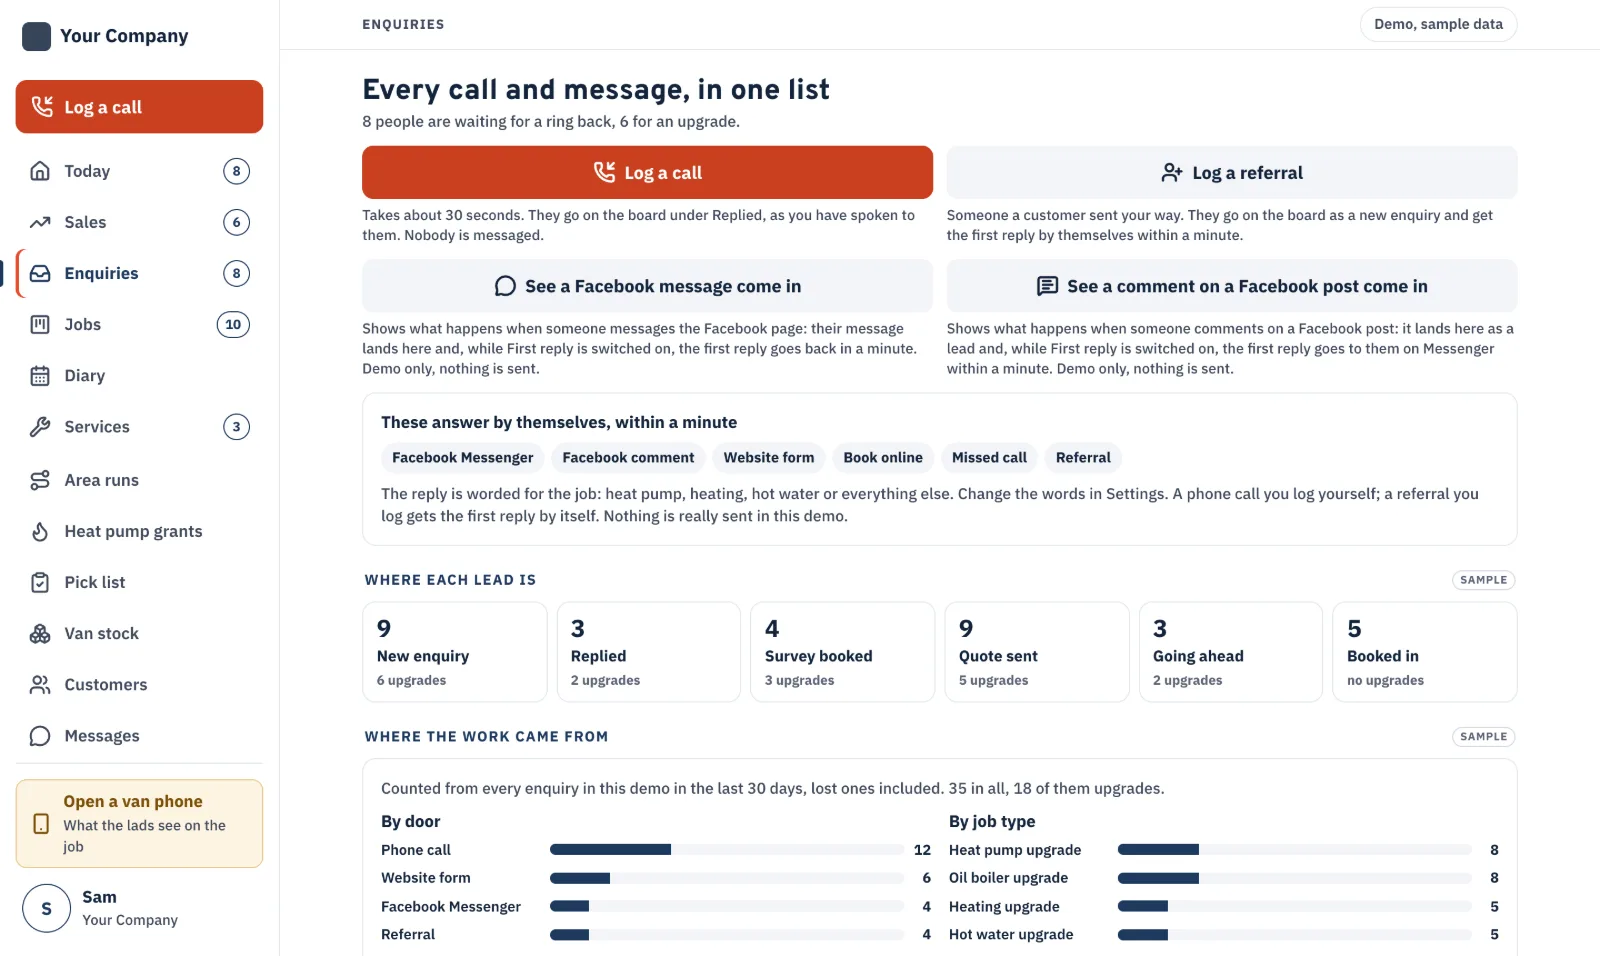 Your Company
Log a call
Today 8
Sales 6
Enquiries 8
Jobs 10
Diary
Services 3
Area runs
Heat pump grants
Pick list
Van stock
Customers
Messages
Open a van phone
What the lads see on the
job
S
Sam
Your Company
ENQUIRIES
Demo, sample data
Every call and message, in one list
8 people are waiting for a ring back, 6 for an upgrade.
Log a call
Takes about 30 seconds. They go on the board under Replied, as you have spoken to
them. Nobody is messaged.
Log a referral
Someone a customer sent your way. They go on the board as a new enquiry and get
the first reply by themselves within a minute.
See a Facebook message come in
Shows what happens when someone messages the Facebook page: their message
lands here and, while First reply is switched on, the first reply goes back in a minute.
Demo only, nothing is sent.
See a comment on a Facebook post come in
Shows what happens when someone comments on a Facebook post: it lands here as a
lead and, while First reply is switched on, the first reply goes to them on Messenger
within a minute. Demo only, nothing is sent.
These answer by themselves, within a minute
Facebook Messenger Facebook comment Website form Book online Missed call Referral
The reply is worded for the job: heat pump, heating, hot water or everything else. Change the words in Settings. A phone call you log yourself; a referral you
log gets the first reply by itself. Nothing is really sent in this demo.
WHERE EACH LEAD IS
SAMPLE
9
New enquiry
6 upgrades
3
Replied
2 upgrades
4
Survey booked
3 upgrades
9
Quote sent
5 upgrades
3
Going ahead
2 upgrades
5
Booked in
no upgrades
WHERE THE WORK CAME FROM
SAMPLE
Counted from every enquiry in this demo in the last 30 days, lost ones included. 35 in all, 18 of them upgrades.
By door
Phone call 12
Website form 6
Facebook Messenger 4
Referral 4
By job type
Heat pump upgrade 8
Oil boiler upgrade 8
Heating upgrade 5
Hot water upgrade 5